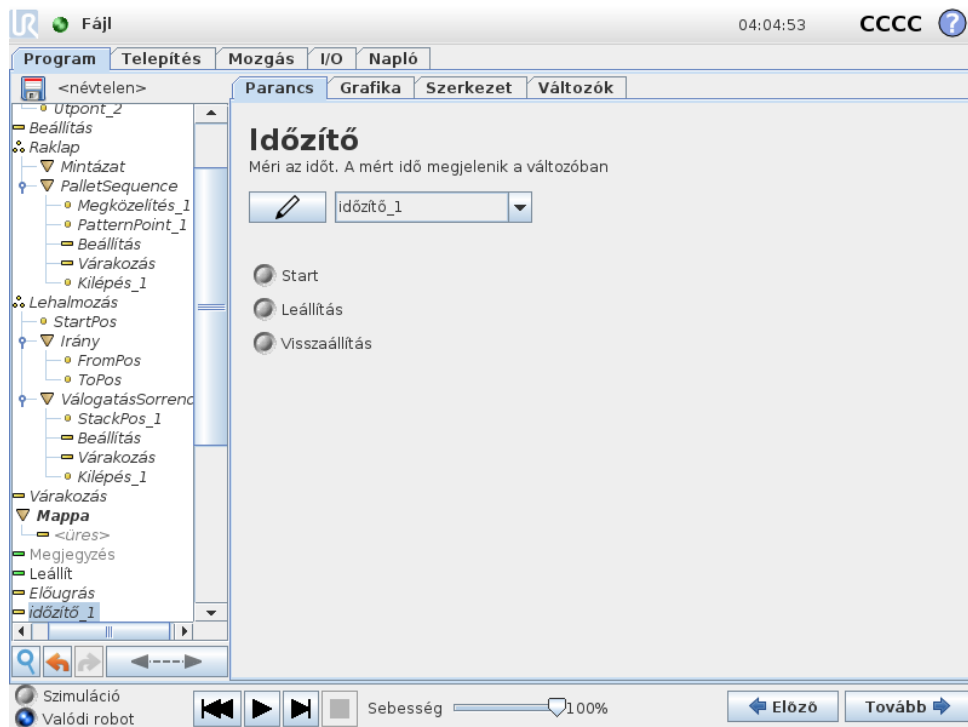 UR Fájl 04:04:53 CCCC ?
Program Telepítés Mozgás I/O Napló
<névtelen>
Parancs Grafika Szerkezet Változók
Útpont_2
Beállítás
Raklap
Mintázat
PalletSequence
Megközelítés_1
PatternPoint_1
Beállítás
Várakozás
Kilépés_1
Lehalmozás
StartPos
Irány
FromPos
ToPos
VálogatásSorrend
StackPos_1
Beállítás
Várakozás
Kilépés_1
Várakozás
Mappa
<üres>
Megjegyzés
Leállít
Előugrás
időzítő_1
Időzítő
Méri az időt. A mért idő megjelenik a változóban
időzítő_1
Start
Leállítás
Visszaállítás
Szimuláció
Valódi robot
Sebesség 100%
Előző Tovább